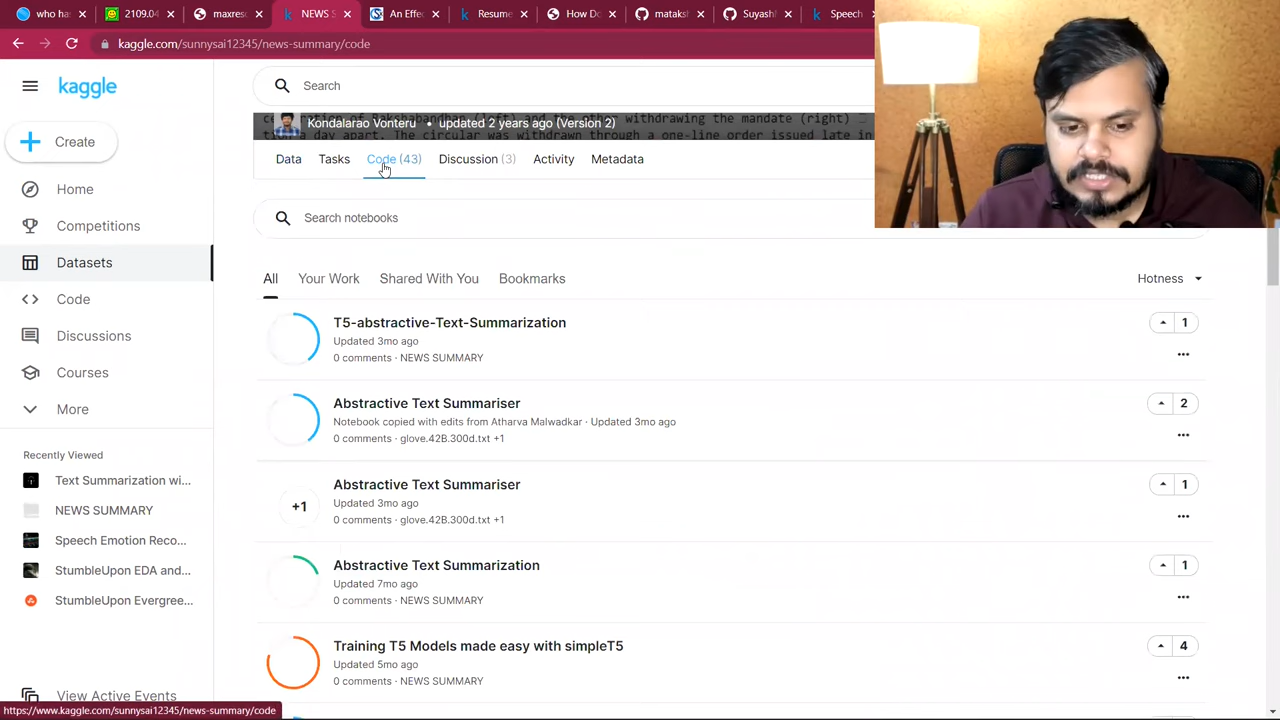 who ha
2109.04
maxresc
NEWS S
An Effec
Resume
How Do
mataksh
Suyash
Speech
kaggle.com/sunnysai12345/news-summary/code
kaggle
Search
Create
Kondalarao Vonteru • updated 2 years ago (Version 2)
Data Tasks Code (43) Discussion (3) Activity Metadata
Home
Competitions
Datasets
Code
Discussions
Courses
More
Recently Viewed
Text Summarization wi...
NEWS SUMMARY
Speech Emotion Reco...
StumbleUpon EDA and...
StumbleUpon Evergree...
View Active Events
Search notebooks
All Your Work Shared With You Bookmarks Hotness
T5-abstractive-Text-Summarization
Updated 3mo ago
0 comments · NEWS SUMMARY
1
Abstractive Text Summariser
Notebook copied with edits from Atharva Malwadkar · Updated 3mo ago
0 comments · glove.42B.300d.txt +1
2
+1
Abstractive Text Summariser
Updated 3mo ago
0 comments · glove.42B.300d.txt +1
1
Abstractive Text Summarization
Updated 7mo ago
0 comments · NEWS SUMMARY
1
Training T5 Models made easy with simpleT5
Updated 5mo ago
0 comments · NEWS SUMMARY
4
https://www.kaggle.com/sunnysai12345/news-summary/code